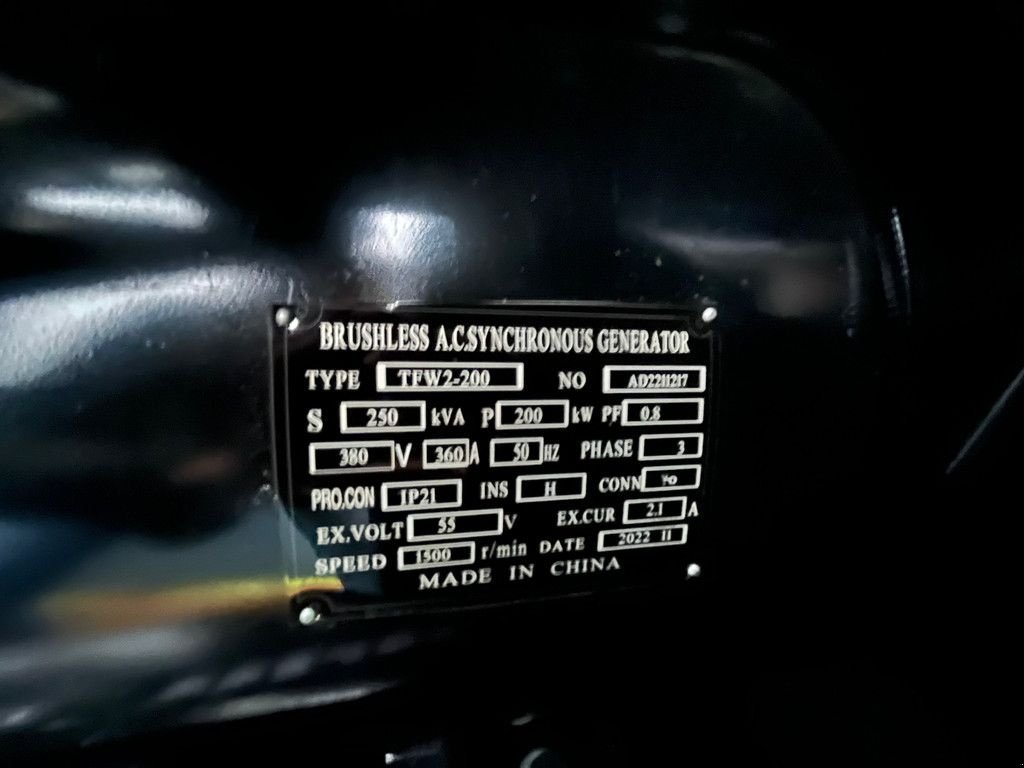 BRUSHLESS A.C.SYNCHRONOUS GENERATOR
TYPE TFW2-200 NO AD2211217
S 250 kVA P 200 kW PF 0.8
380 V 360 A 50 HZ PHASE 3
PRO.CON IP21 INS H CONN Yo
EX.VOLT 55 V EX.CUR 2.1 A
SPEED 1500 r/min DATE 2022 11
MADE IN CHINA